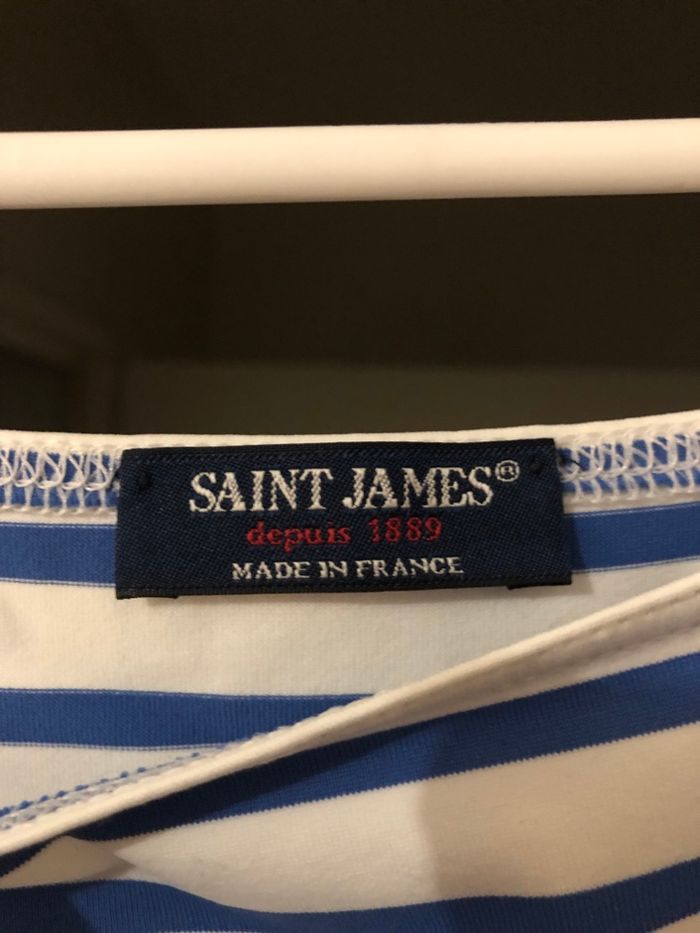 SAINT JAMES®
depuis 1889
MADE IN FRANCE